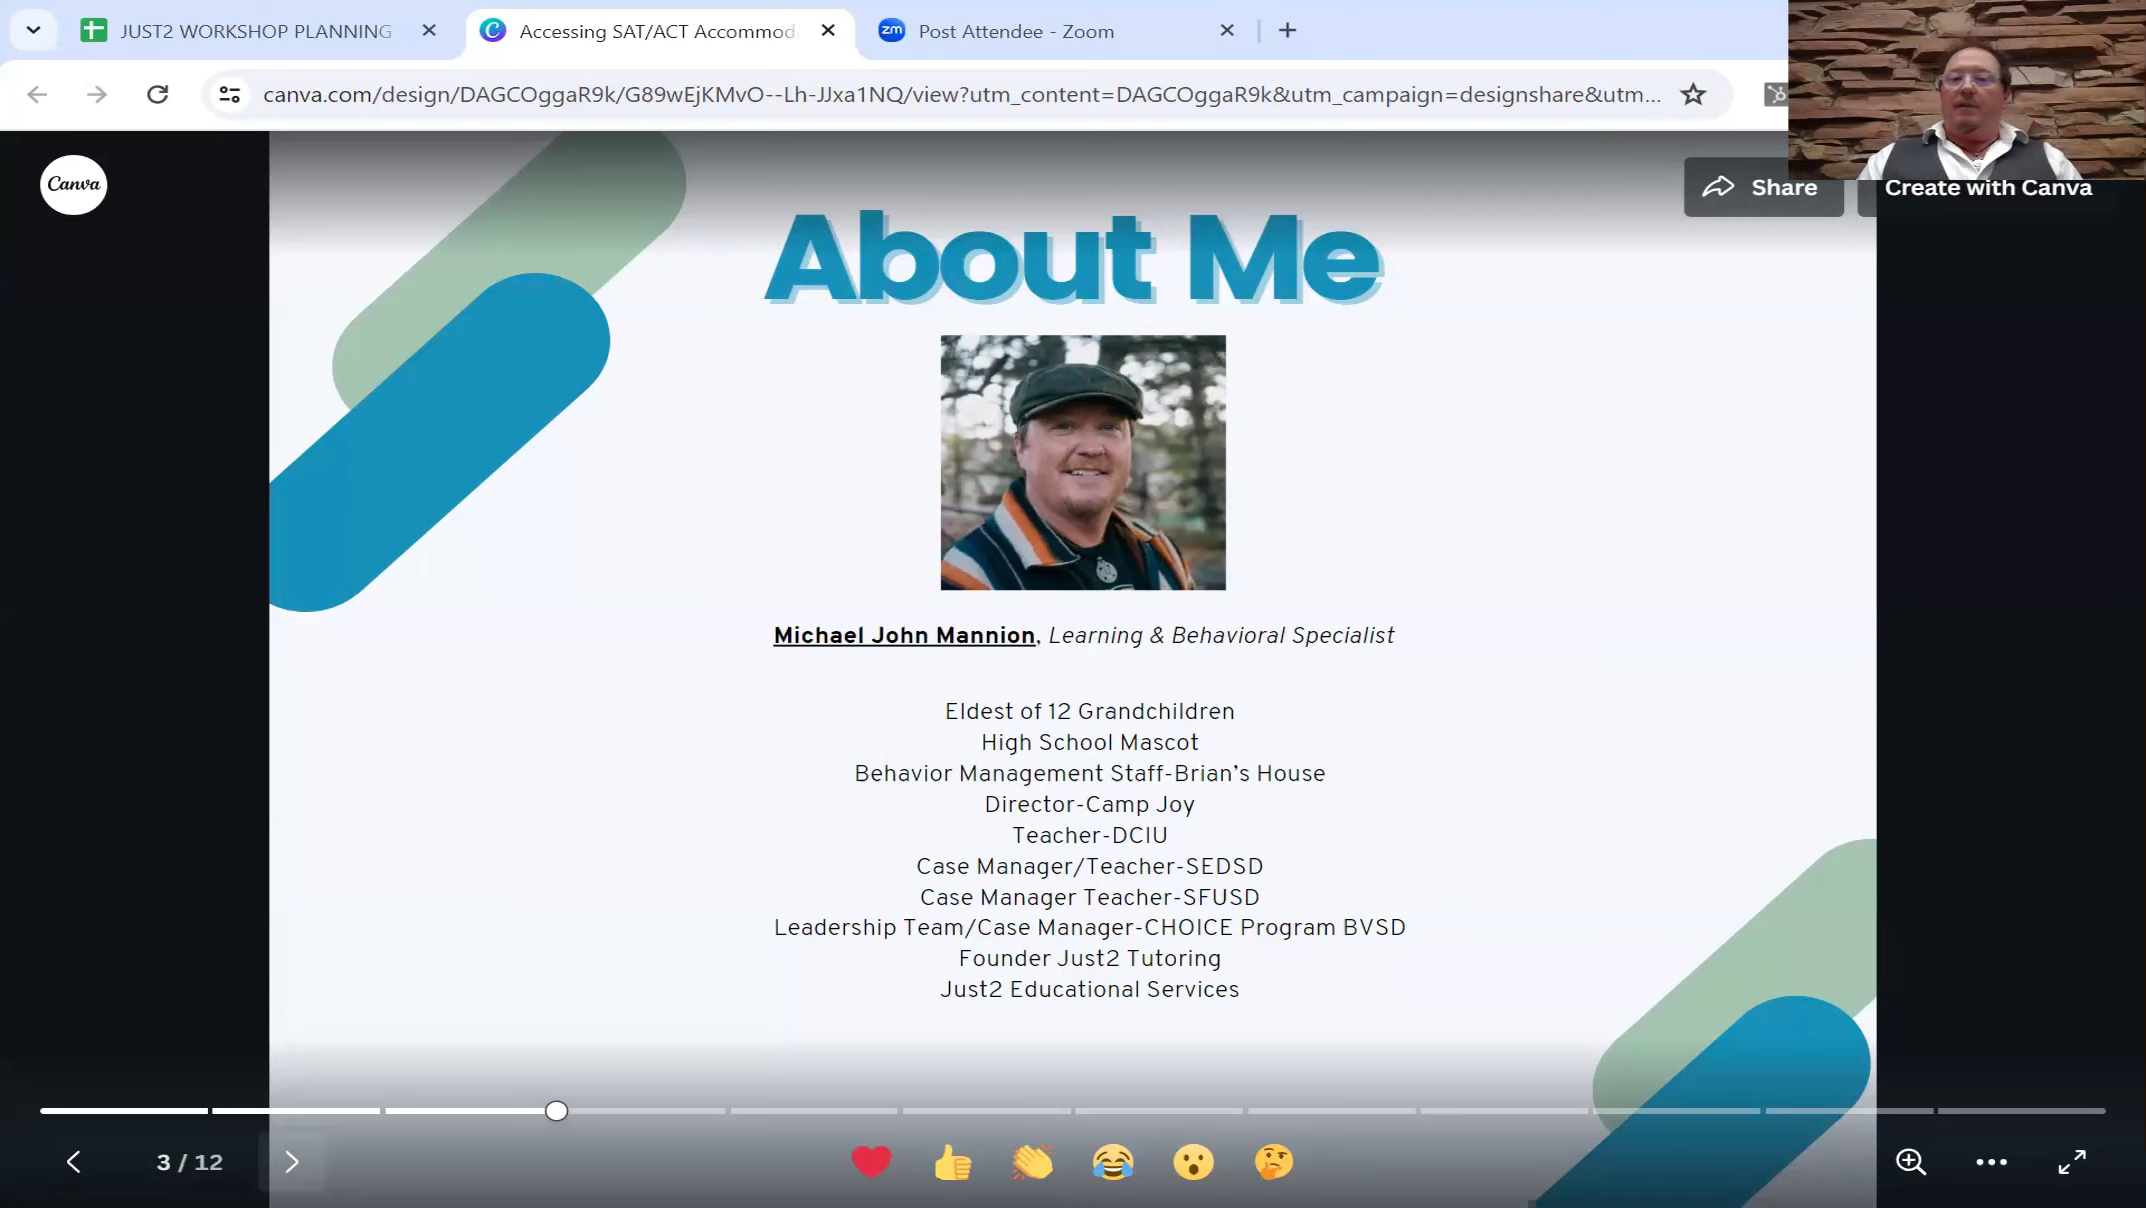 JUST2 WORKSHOP PLANNING
Accessing SAT/ACT Accommod
zm
Post Attendee - Zoom
canva.com/design/DAGCOggaR9k/G89wEjKMvO--Lh-JJxa1NQ/view?utm_content=DAGCOggaR9k&utm_campaign=designshare&utm...
Canva
Share
Create with Canva
About Me
Michael John Mannion, Learning & Behavioral Specialist
Eldest of 12 Grandchildren
High School Mascot
Behavior Management Staff-Brian's House
Director-Camp Joy
Teacher-DCIU
Case Manager/Teacher-SEDSD
Case Manager Teacher-SFUSD
Leadership Team/Case Manager-CHOICE Program BVSD
Founder Just2 Tutoring
Just2 Educational Services
3 / 12